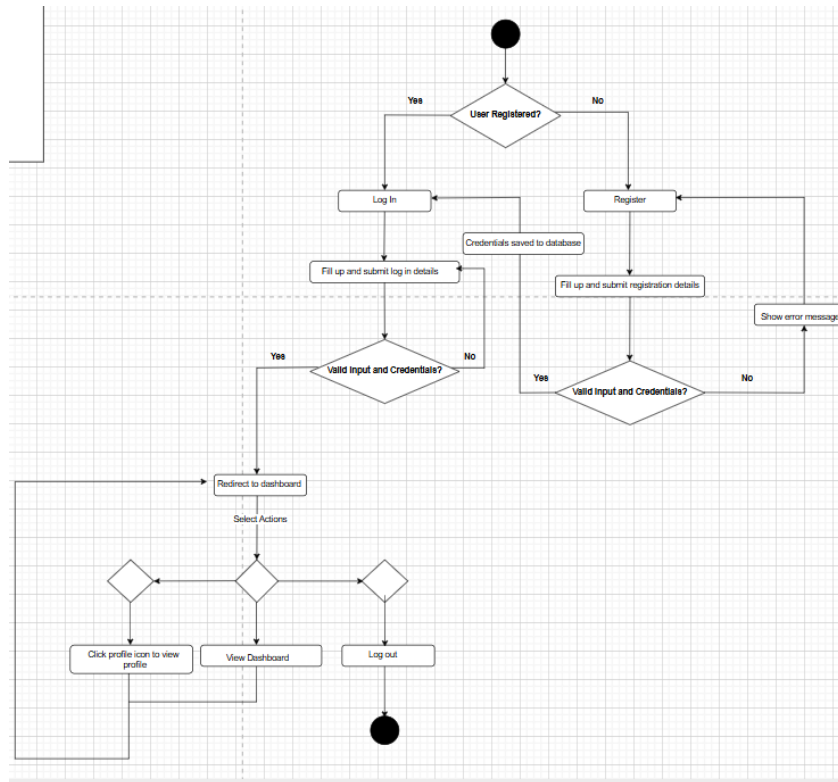 User Registered?
Yes
No
Log In
Register
Credentials saved to database
Fill up and submit log in details
Fill up and submit registration details
Show error message
Valid Input and Credentials?
Yes
No
Valid Input and Credentials?
Yes
No
Redirect to dashboard
Select Actions
Click profile icon to view
profile
View Dashboard
Log out